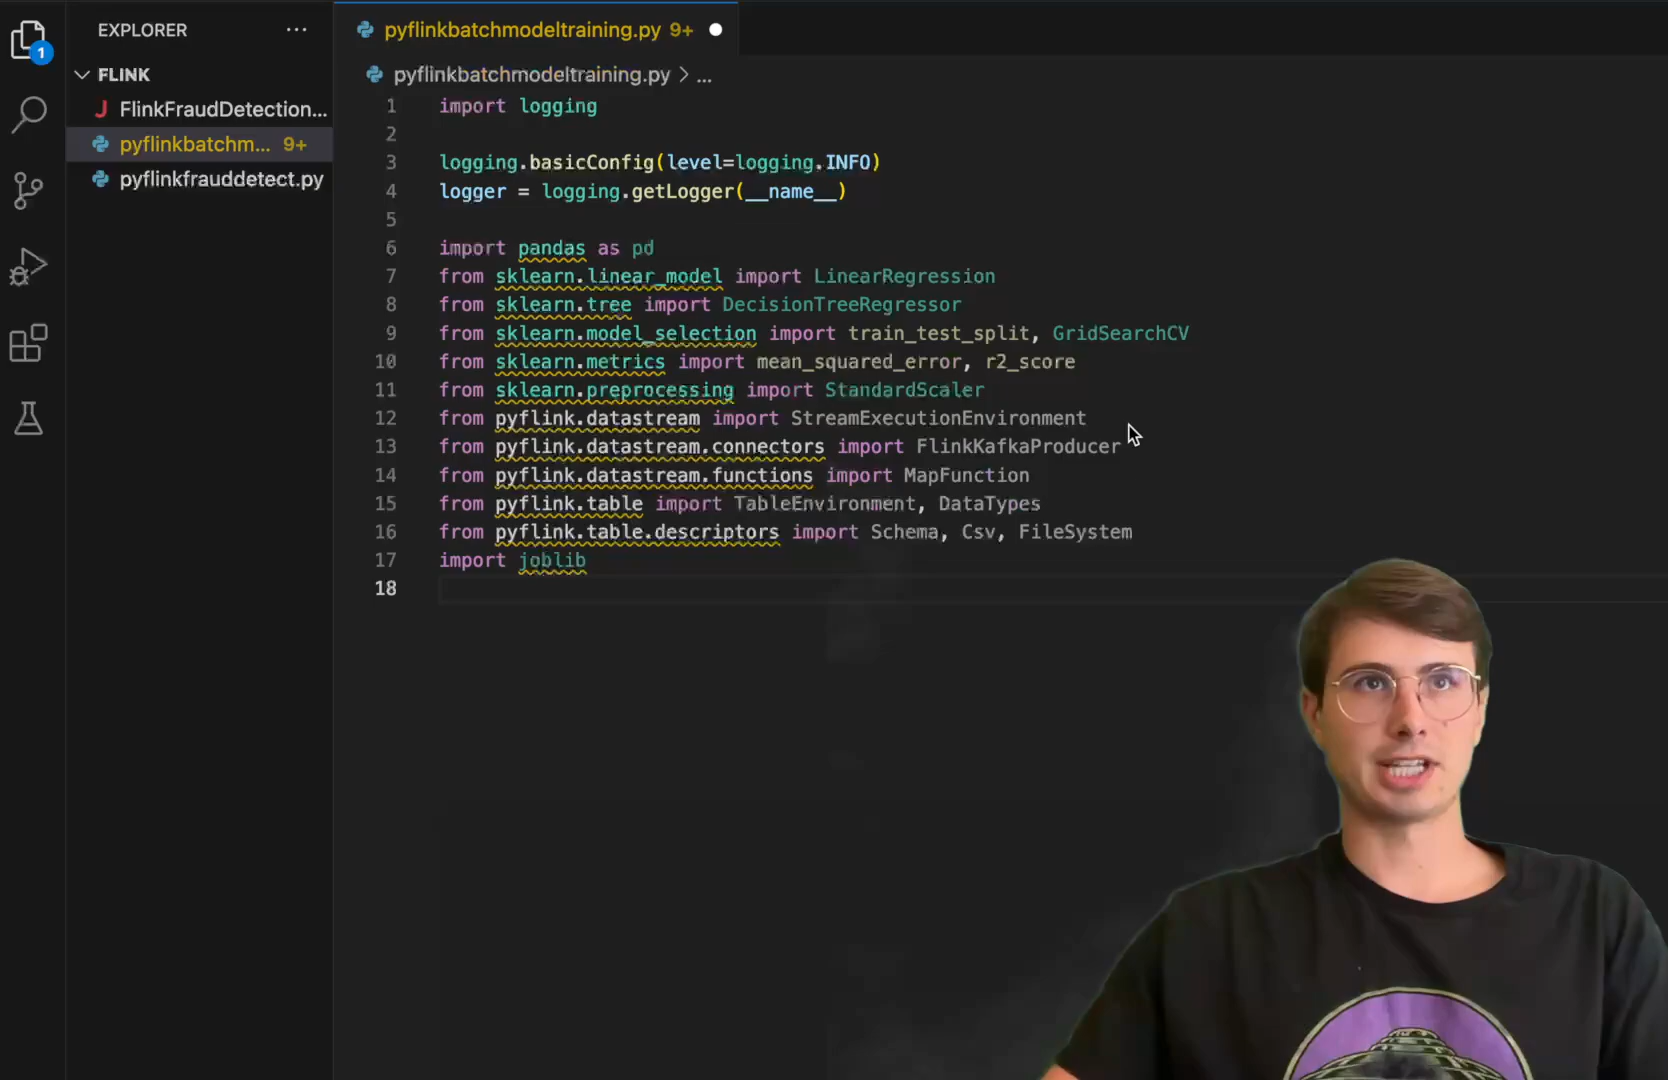 EXPLORER
FLINK
FlinkFraudDetection...
pyflinkbatchm... 9+
pyflinkfrauddetect.py
1
pyflinkbatchmodeltraining.py 9+
pyflinkbatchmodeltraining.py > ...
1 import logging
2
3 logging.basicConfig(level=logging.INFO)
4 logger = logging.getLogger(__name__)
5
6 import pandas as pd
7 from sklearn.linear_model import LinearRegression
8 from sklearn.tree import DecisionTreeRegressor
9 from sklearn.model_selection import train_test_split, GridSearchCV
10 from sklearn.metrics import mean_squared_error, r2_score
11 from sklearn.preprocessing import StandardScaler
12 from pyflink.datastream import StreamExecutionEnvironment
13 from pyflink.datastream.connectors import FlinkKafkaProducer
14 from pyflink.datastream.functions import MapFunction
15 from pyflink.table import TableEnvironment, DataTypes
16 from pyflink.table.descriptors import Schema, Csv, FileSystem
17 import joblib
18